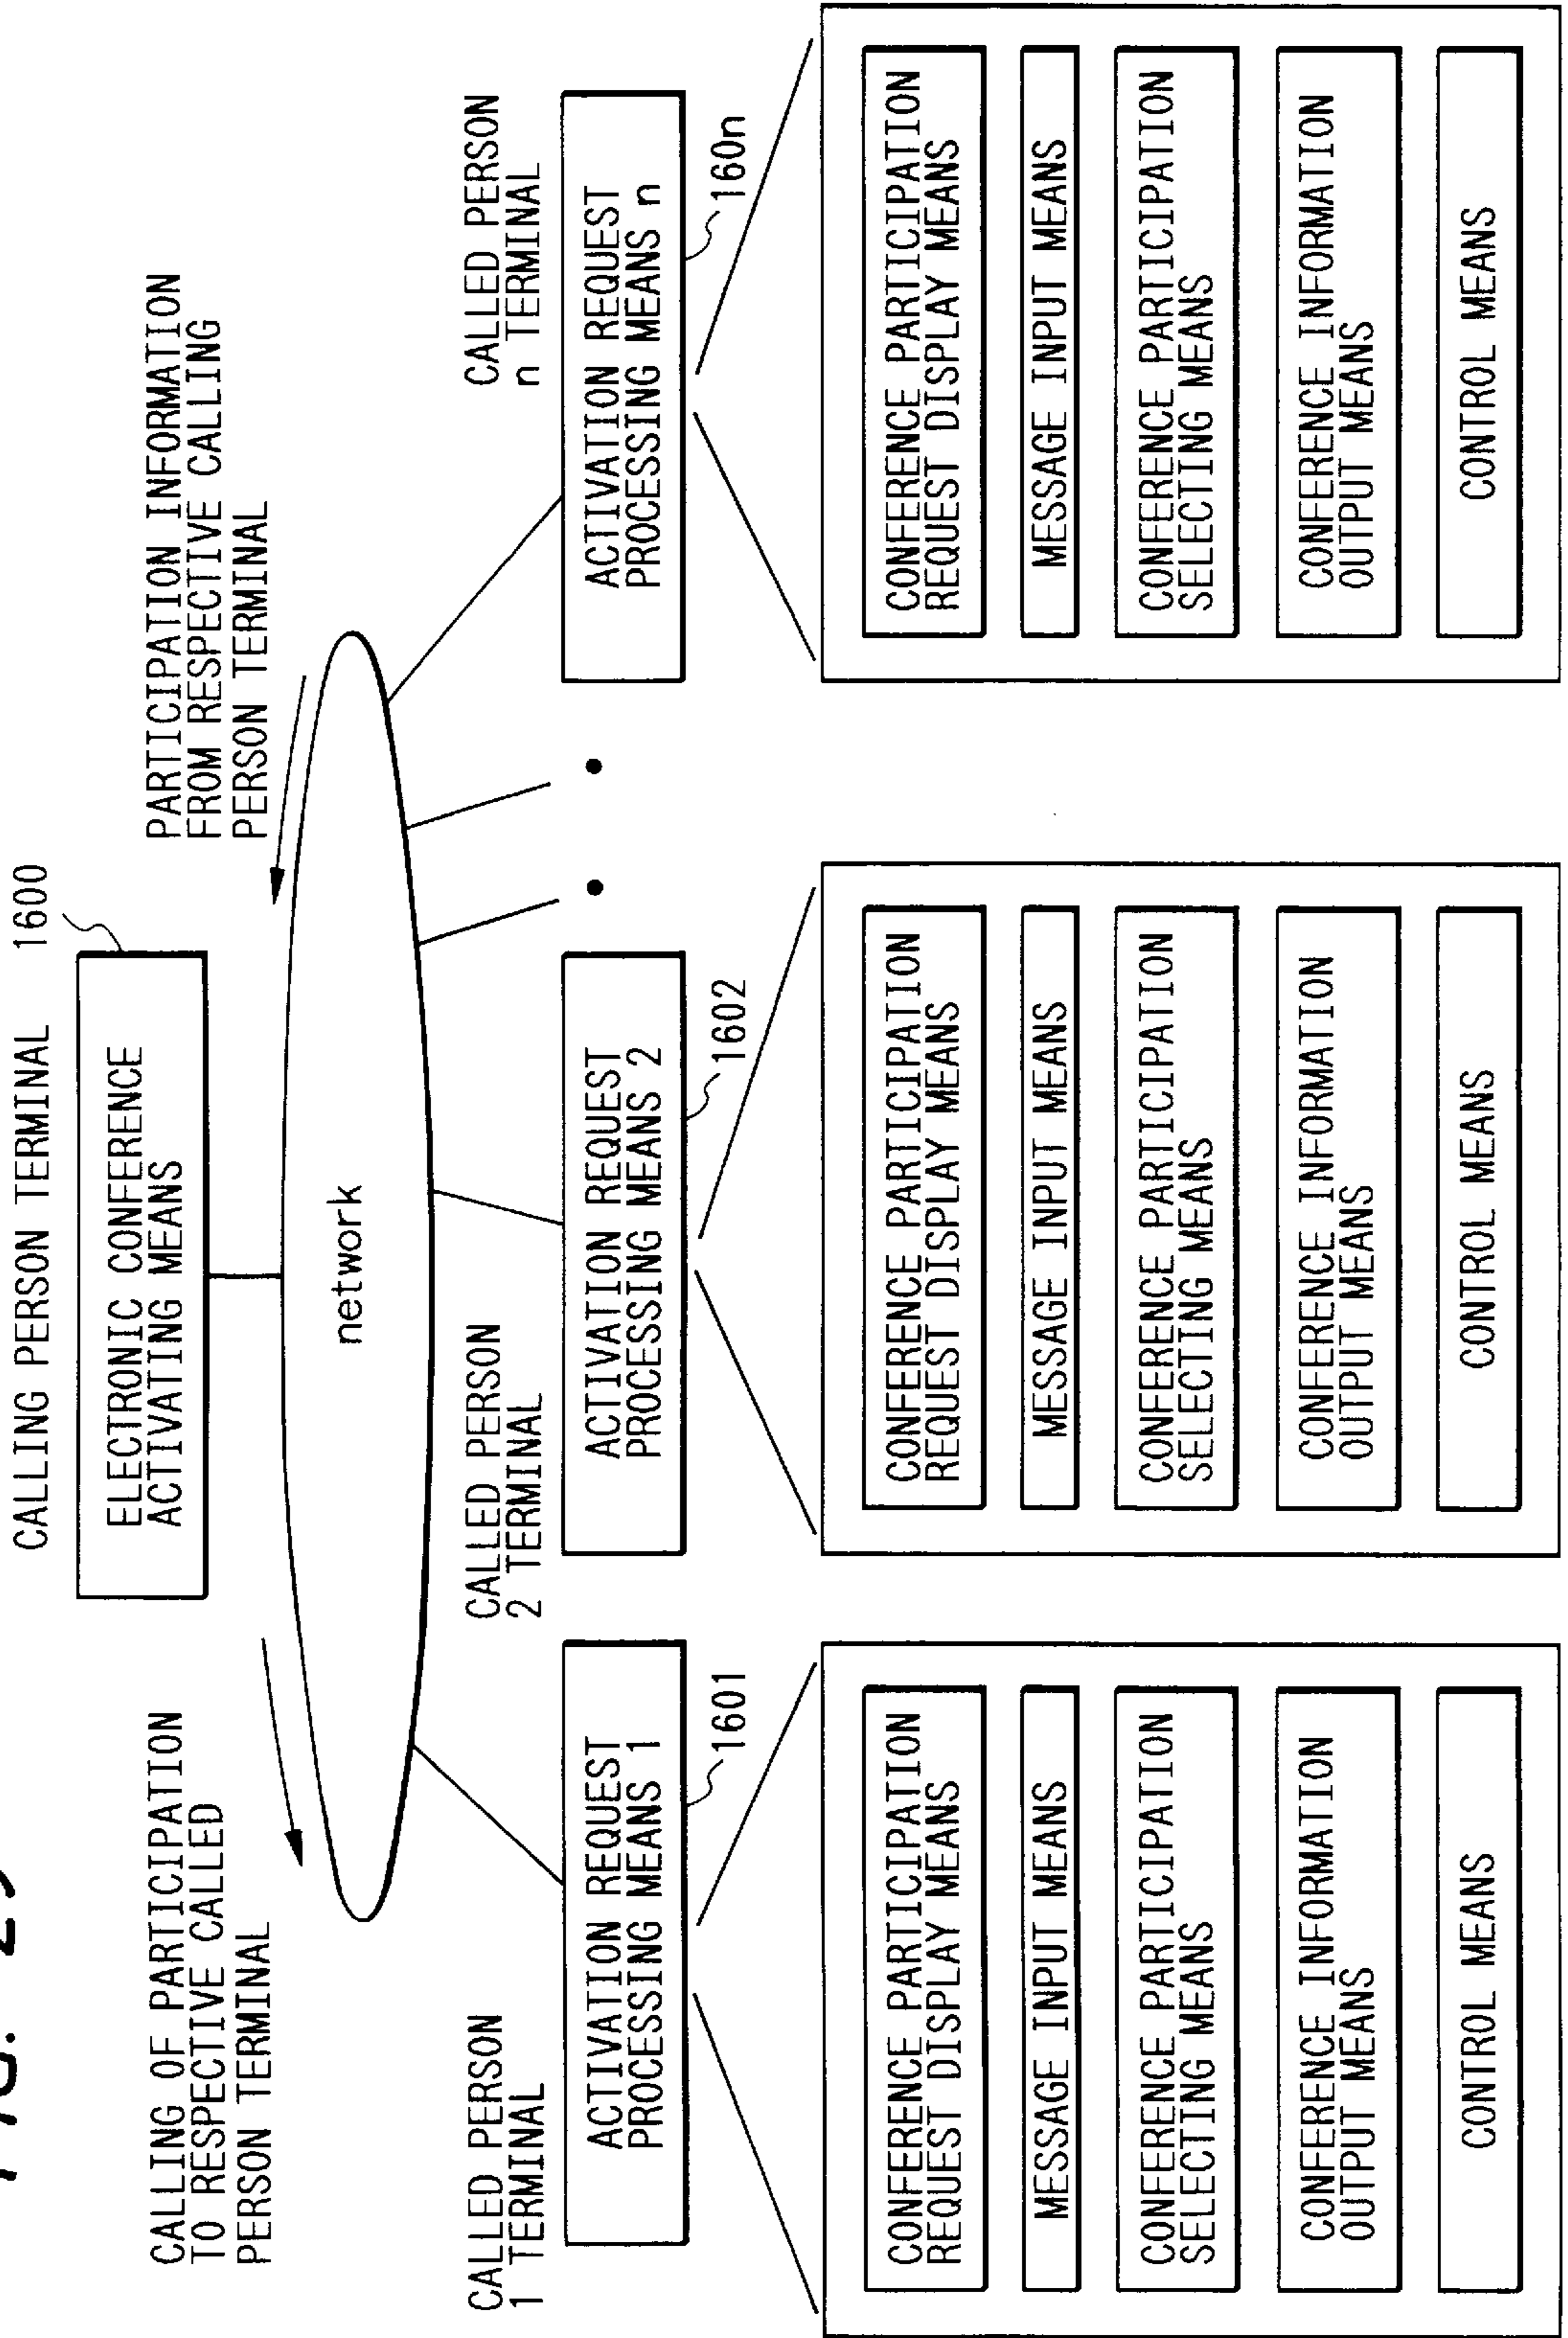 CALLING PERSON TERMINAL 1600
ELECTRONIC CONFERENCE
ACTIVATING MEANS
CALLING OF PARTICIPATION
TO RESPECTIVE CALLED
PERSON TERMINAL
PARTICIPATION INFORMATION
FROM RESPECTIVE CALLING
PERSON TERMINAL
network
CALLED PERSON
1 TERMINAL
ACTIVATION REQUEST
PROCESSING MEANS 1
1601
CONFERENCE PARTICIPATION
REQUEST DISPLAY MEANS
MESSAGE INPUT MEANS
CONFERENCE PARTICIPATION
SELECTING MEANS
CONFERENCE INFORMATION
OUTPUT MEANS
CONTROL MEANS
CALLED PERSON
2 TERMINAL
ACTIVATION REQUEST
PROCESSING MEANS 2
1602
CONFERENCE PARTICIPATION
REQUEST DISPLAY MEANS
MESSAGE INPUT MEANS
CONFERENCE PARTICIPATION
SELECTING MEANS
CONFERENCE INFORMATION
OUTPUT MEANS
CONTROL MEANS
CALLED PERSON
n TERMINAL
ACTIVATION REQUEST
PROCESSING MEANS n
160n
CONFERENCE PARTICIPATION
REQUEST DISPLAY MEANS
MESSAGE INPUT MEANS
CONFERENCE PARTICIPATION
SELECTING MEANS
CONFERENCE INFORMATION
OUTPUT MEANS
CONTROL MEANS